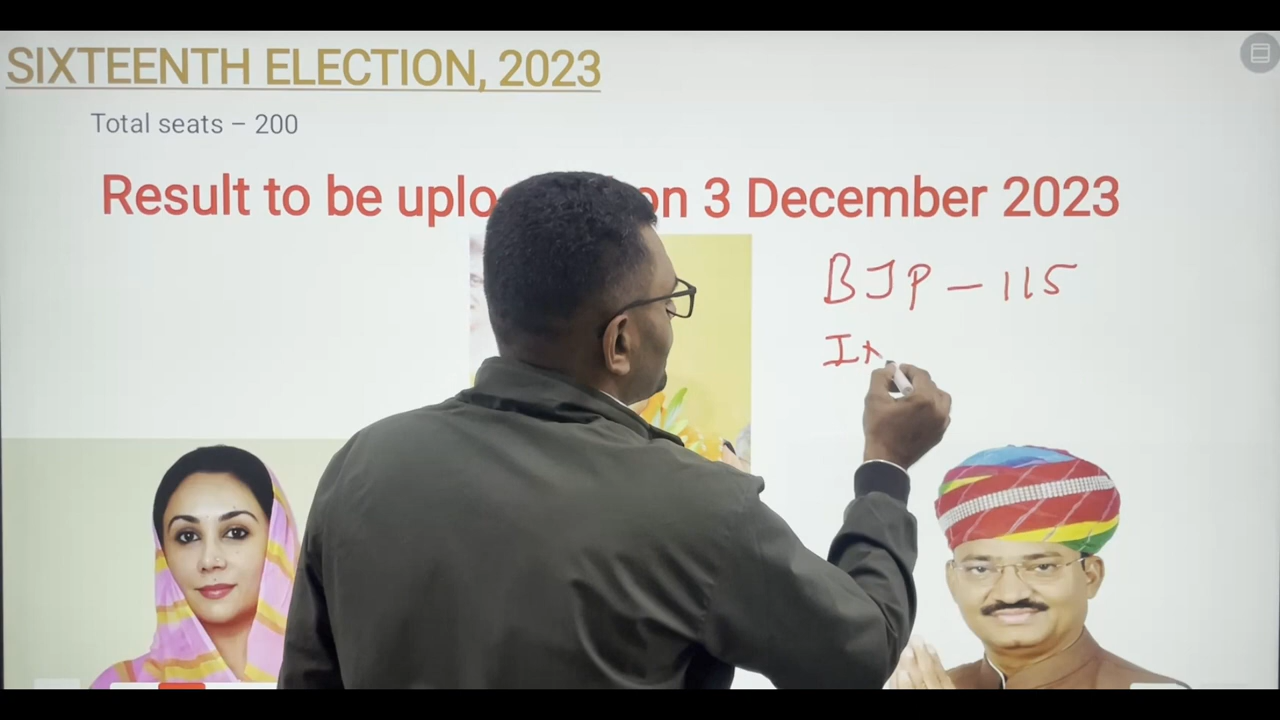 SIXTEENTH ELECTION, 2023
Total seats – 200
Result to be uplo on 3 December 2023
BJP – 115